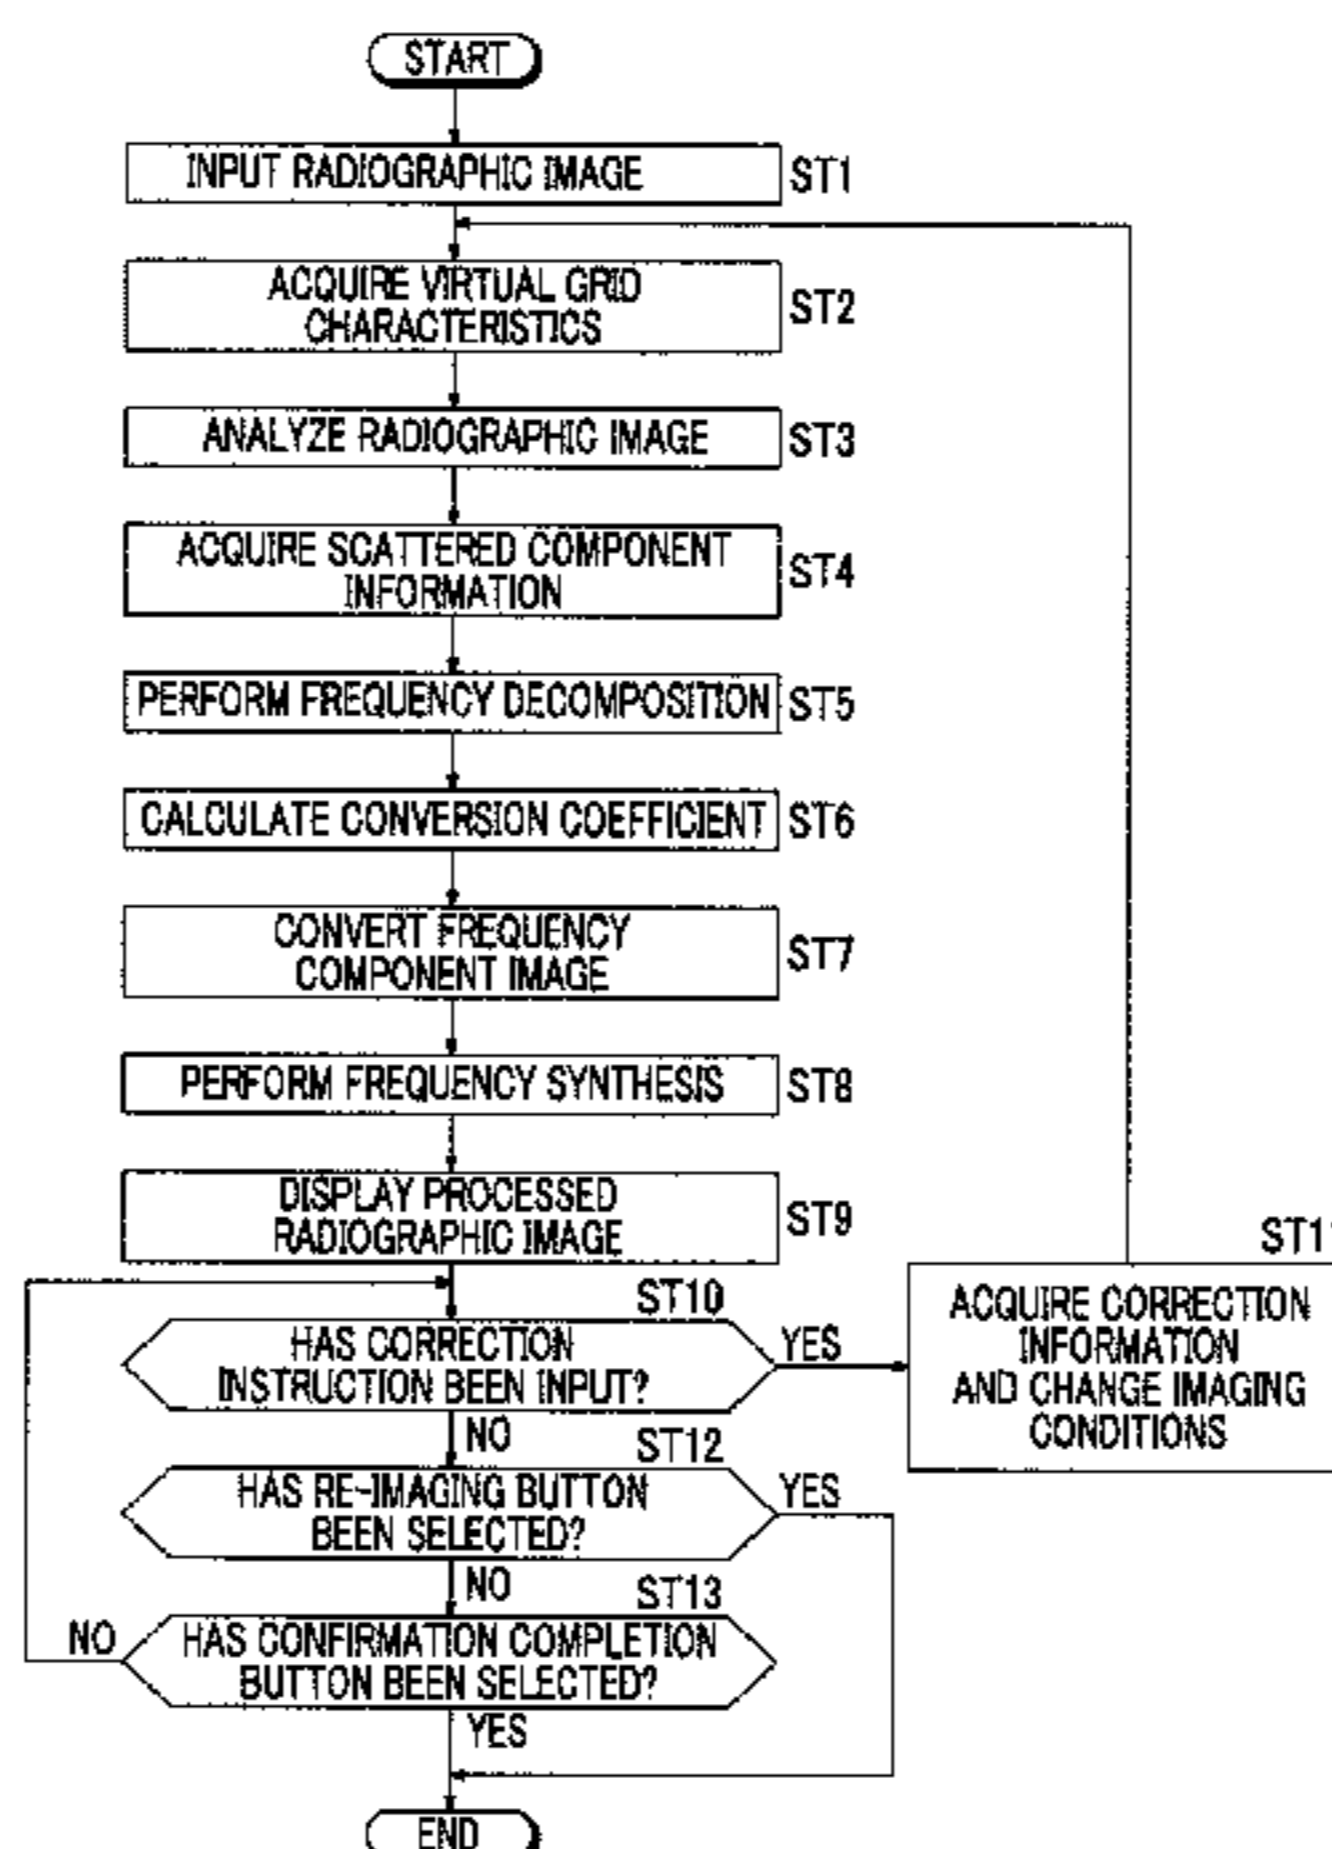 START
INPUT RADIOGRAPHIC IMAGE
ST1
ACQUIRE VIRTUAL GRID
CHARACTERISTICS
ST2
ANALYZE RADIOGRAPHIC IMAGE
ST3
ACQUIRE SCATTERED COMPONENT
INFORMATION
ST4
PERFORM FREQUENCY DECOMPOSITION
ST5
CALCULATE CONVERSION COEFFICIENT
ST6
CONVERT FREQUENCY
COMPONENT IMAGE
ST7
PERFORM FREQUENCY SYNTHESIS
ST8
DISPLAY PROCESSED
RADIOGRAPHIC IMAGE
ST9
ST10
HAS CORRECTION
INSTRUCTION BEEN INPUT?
YES
NO
ST11
ACQUIRE CORRECTION
INFORMATION
AND CHANGE IMAGING
CONDITIONS
ST12
HAS RE-IMAGING BUTTON
BEEN SELECTED?
YES
NO
ST13
HAS CONFIRMATION COMPLETION
BUTTON BEEN SELECTED?
NO
YES
END